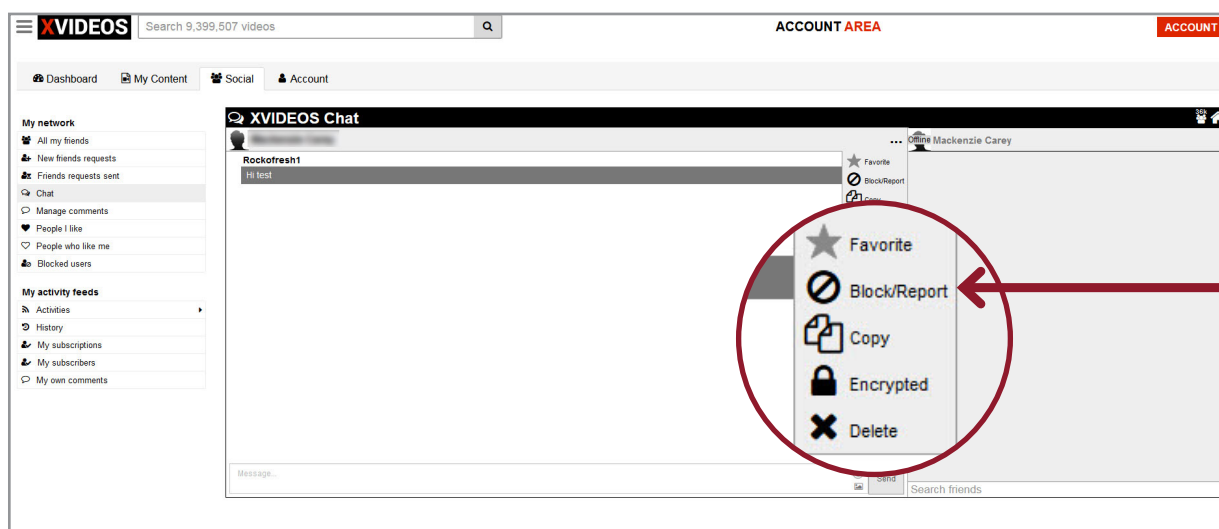 XVIDEOS Search 9,399,507 videos ACCOUNT AREA ACCOUNT
Dashboard My Content Social Account
My network
All my friends
New friends requests
Friends requests sent
Chat
Manage comments
People I like
People who like me
Blocked users
My activity feeds
Activities
History
My subscriptions
My subscribers
My own comments
XVIDEOS Chat 36k
Rockofresh1
Hi test
Favorite
Block/Report
Copy
Favorite
Block/Report
Copy
Encrypted
Delete
Message...
Send
Offline Mackenzie Carey
Search friends